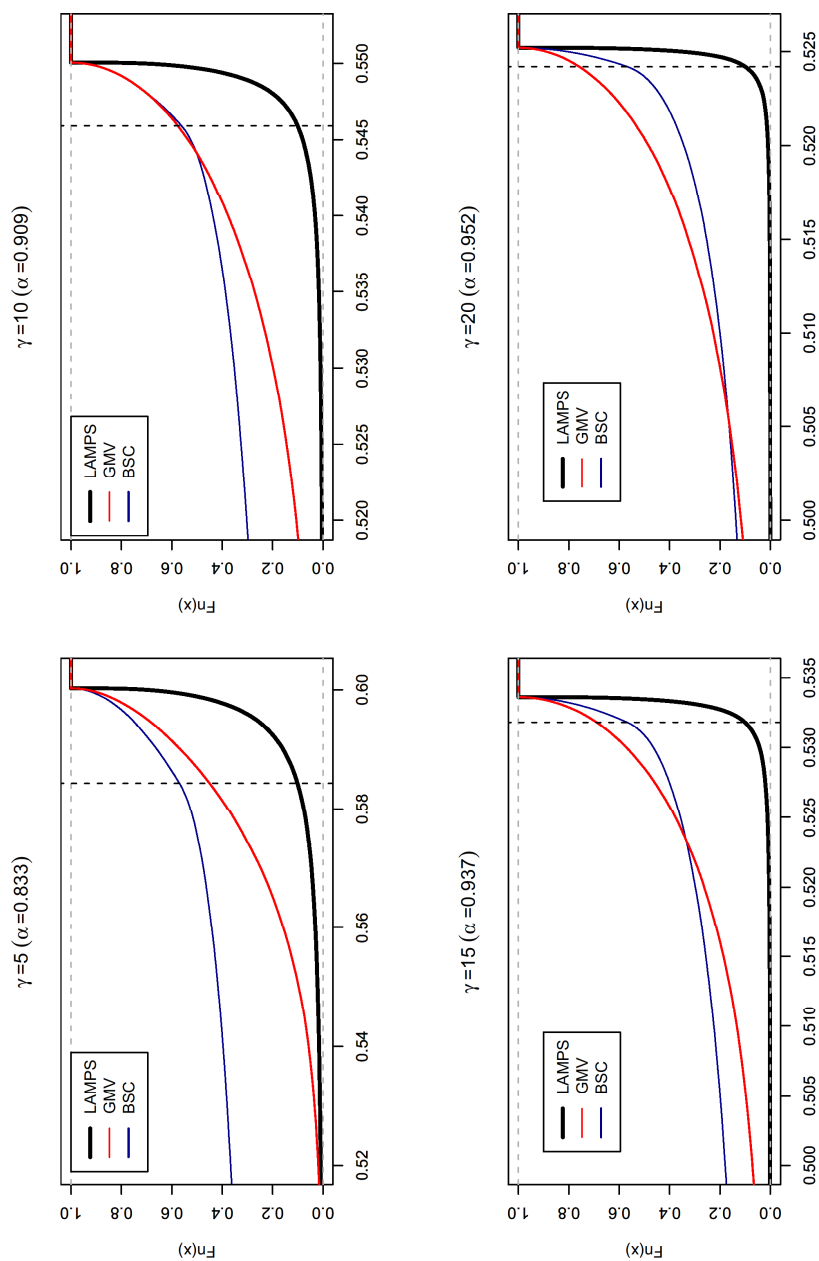 γ=5 (α=0.833)
Fn(x)
1.0
0.8
0.6
0.4
0.2
0.0
LAMPS
GMV
BSC
0.52 0.54 0.56 0.58 0.60
γ=10 (α=0.909)
Fn(x)
1.0
0.8
0.6
0.4
0.2
0.0
LAMPS
GMV
BSC
0.520 0.525 0.530 0.535 0.540 0.545 0.550
γ=15 (α=0.937)
Fn(x)
1.0
0.8
0.6
0.4
0.2
0.0
LAMPS
GMV
BSC
0.500 0.505 0.510 0.515 0.520 0.525 0.530 0.535
γ=20 (α=0.952)
Fn(x)
1.0
0.8
0.6
0.4
0.2
0.0
LAMPS
GMV
BSC
0.500 0.505 0.510 0.515 0.520 0.525